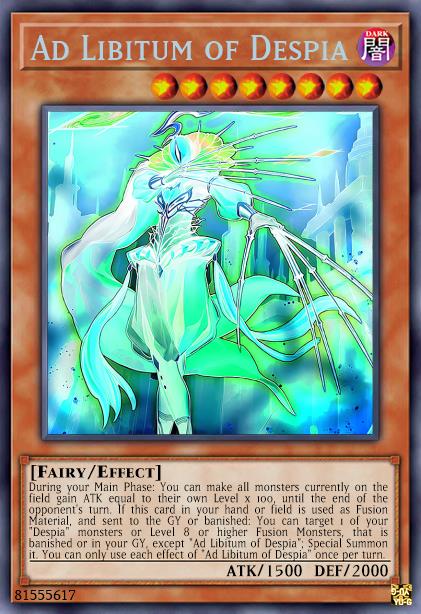 AD LIBITUM OF DESPIA
DARK
闇
[FAIRY/EFFECT]
During your Main Phase: You can make all monsters currently on the
field gain ATK equal to their own Level x 100, until the end of the
opponent's turn. If this card in your hand or field is used as Fusion
Material, and sent to the GY or banished: You can target 1 of your
"Despia" monsters or Level 8 or higher Fusion Monsters, that is
banished or in your GY, except "Ad Libitum of Despia"; Special Summon
it. You can only use each effect of "Ad Libitum of Despia" once per turn.
ATK/1500 DEF/2000
81555617